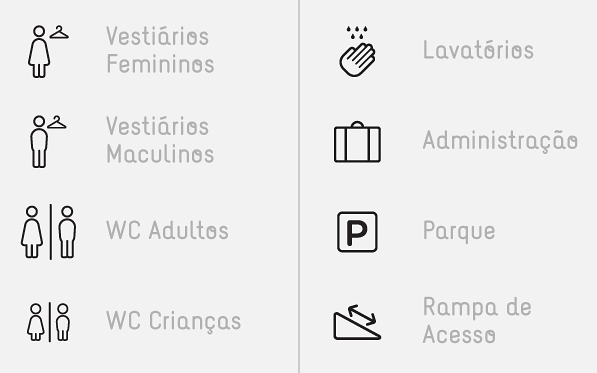 Vestiários
Femininos
Vestiários
Maculinos
WC Adultos
WC Crianças
Lavatórios
Administração
P
Parque
Rampa de
Acesso